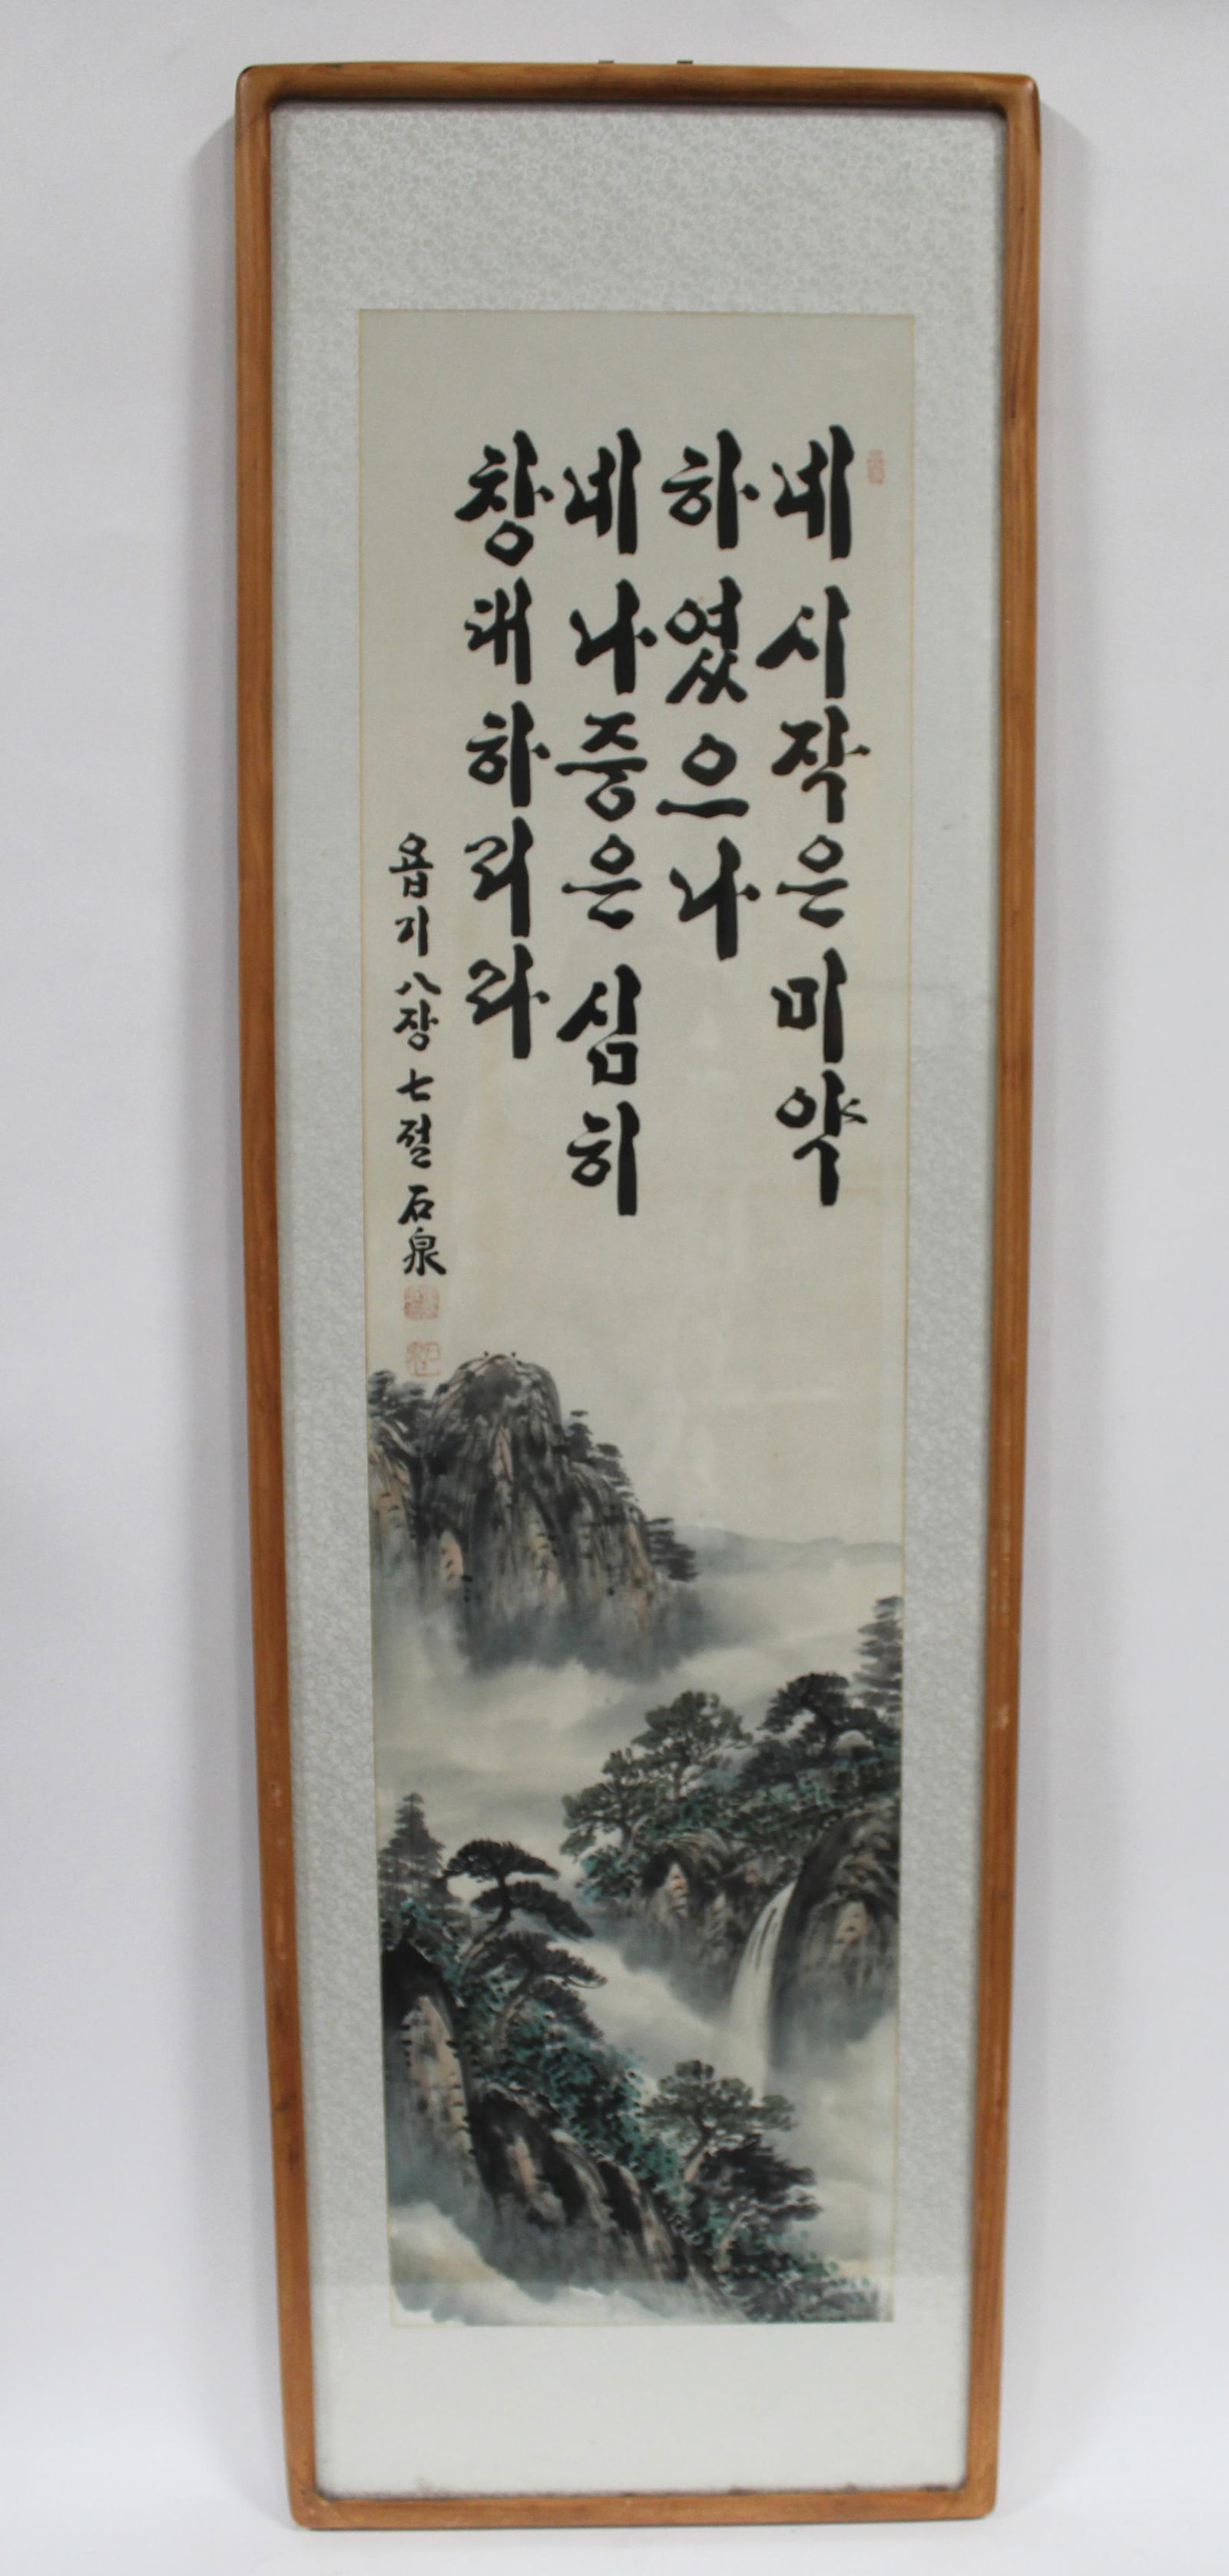 네 시작은 미약
하였으나
네 나중은 심히
창대하리라
욥기 八장 七절 石泉